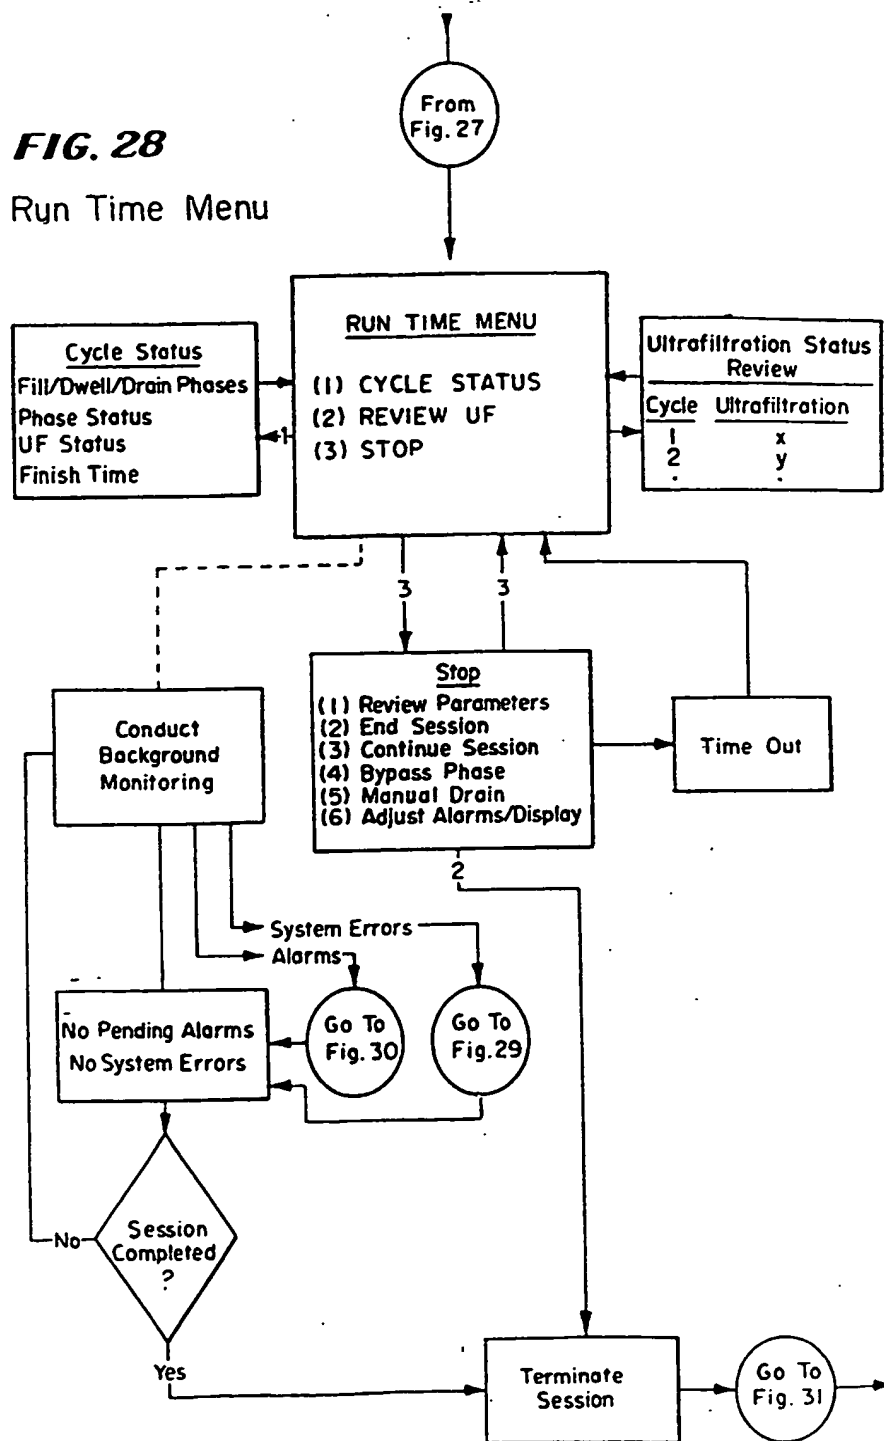 From
Fig. 27
FIG. 28
Run Time Menu
RUN TIME MENU
(1) CYCLE STATUS
(2) REVIEW UF
(3) STOP
Cycle Status
Fill/Dwell/Drain Phases
Phase Status
UF Status
Finish Time
1
Ultrafiltration Status
Review
Cycle Ultrafiltration
1 x
2 y
. .
3
3
Stop
(1) Review Parameters
(2) End Session
(3) Continue Session
(4) Bypass Phase
(5) Manual Drain
(6) Adjust Alarms/Display
2
Time Out
Conduct
Background
Monitoring
System Errors
Alarms
No Pending Alarms
No System Errors
Go To
Fig. 30
Go To
Fig. 29
Session
Completed
?
No
Yes
Terminate
Session
Go To
Fig. 31